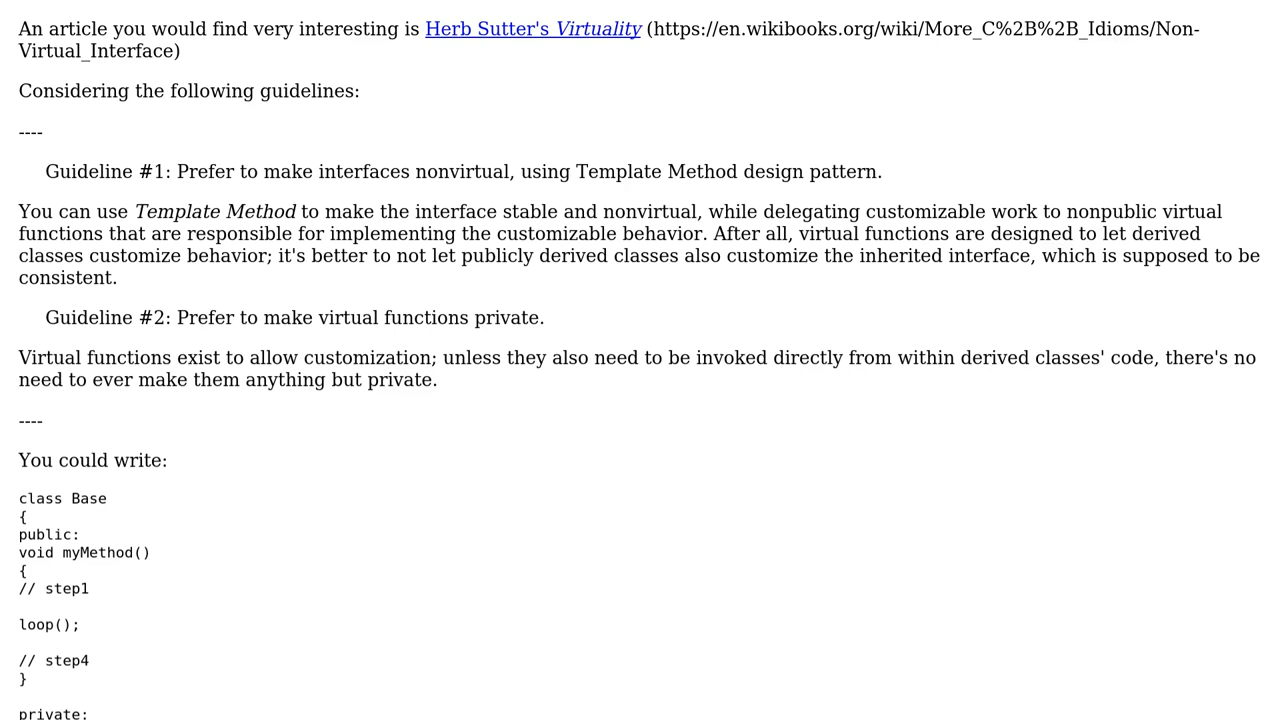 An article you would find very interesting is Herb Sutter's Virtuality (https://en.wikibooks.org/wiki/More_C%2B%2B_Idioms/Non-
Virtual_Interface)
Considering the following guidelines:
----
Guideline #1: Prefer to make interfaces nonvirtual, using Template Method design pattern.
You can use Template Method to make the interface stable and nonvirtual, while delegating customizable work to nonpublic virtual
functions that are responsible for implementing the customizable behavior. After all, virtual functions are designed to let derived
classes customize behavior; it's better to not let publicly derived classes also customize the inherited interface, which is supposed to be
consistent.
Guideline #2: Prefer to make virtual functions private.
Virtual functions exist to allow customization; unless they also need to be invoked directly from within derived classes' code, there's no
need to ever make them anything but private.
----
You could write:
class Base
{
public:
void myMethod()
{
// step1
loop();
// step4
}
private: